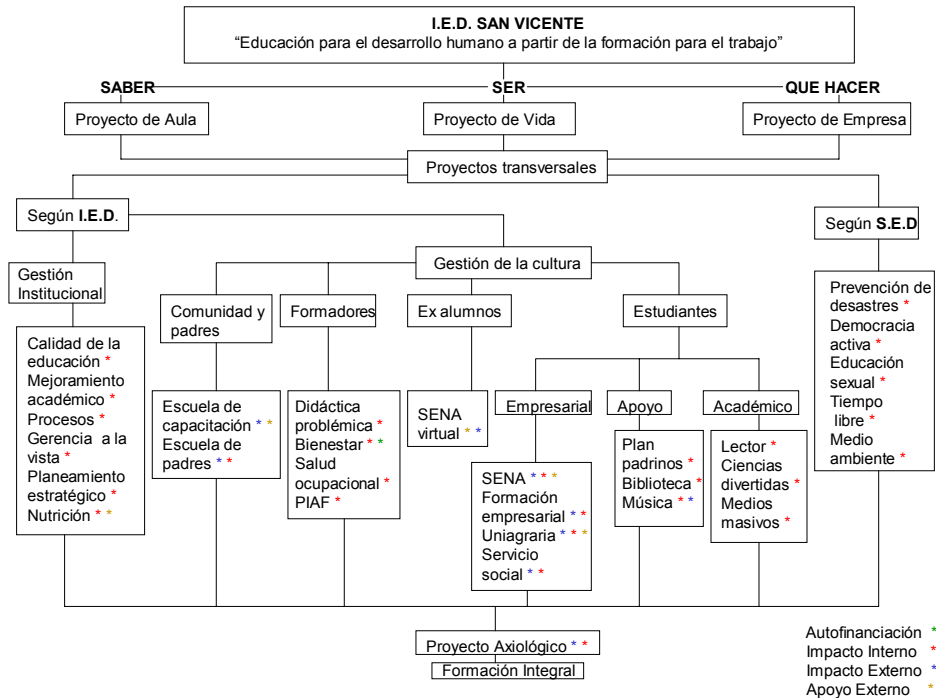 I.E.D. SAN VICENTE
“Educación para el desarrollo humano a partir de la formación para el trabajo”
SABER
SER
QUE HACER
Proyecto de Aula
Proyecto de Vida
Proyecto de Empresa
Proyectos transversales
Según I.E.D.
Según S.E.D
Gestión
Institucional
Gestión de la cultura
Comunidad y
padres
Formadores
Ex alumnos
Estudiantes
Calidad de la
educación *
Mejoramiento
académico *
Procesos *
Gerencia a la
vista *
Planeamiento
estratégico *
Nutrición * *
Escuela de
capacitación * *
Escuela de
padres * *
Didáctica
problémica *
Bienestar * *
Salud
ocupacional *
PIAF *
SENA
virtual * *
Empresarial
Apoyo
Académico
SENA * * *
Formación
empresarial * *
Uniagraria * * *
Servicio
social * *
Plan
padrinos *
Biblioteca *
Música * *
Lector *
Ciencias
divertidas *
Medios
masivos *
Prevención de
desastres *
Democracia
activa *
Educación
sexual *
Tiempo
libre *
Medio
ambiente *
Proyecto Axiológico * *
Formación Integral
Autofinanciación *
Impacto Interno *
Impacto Externo *
Apoyo Externo *